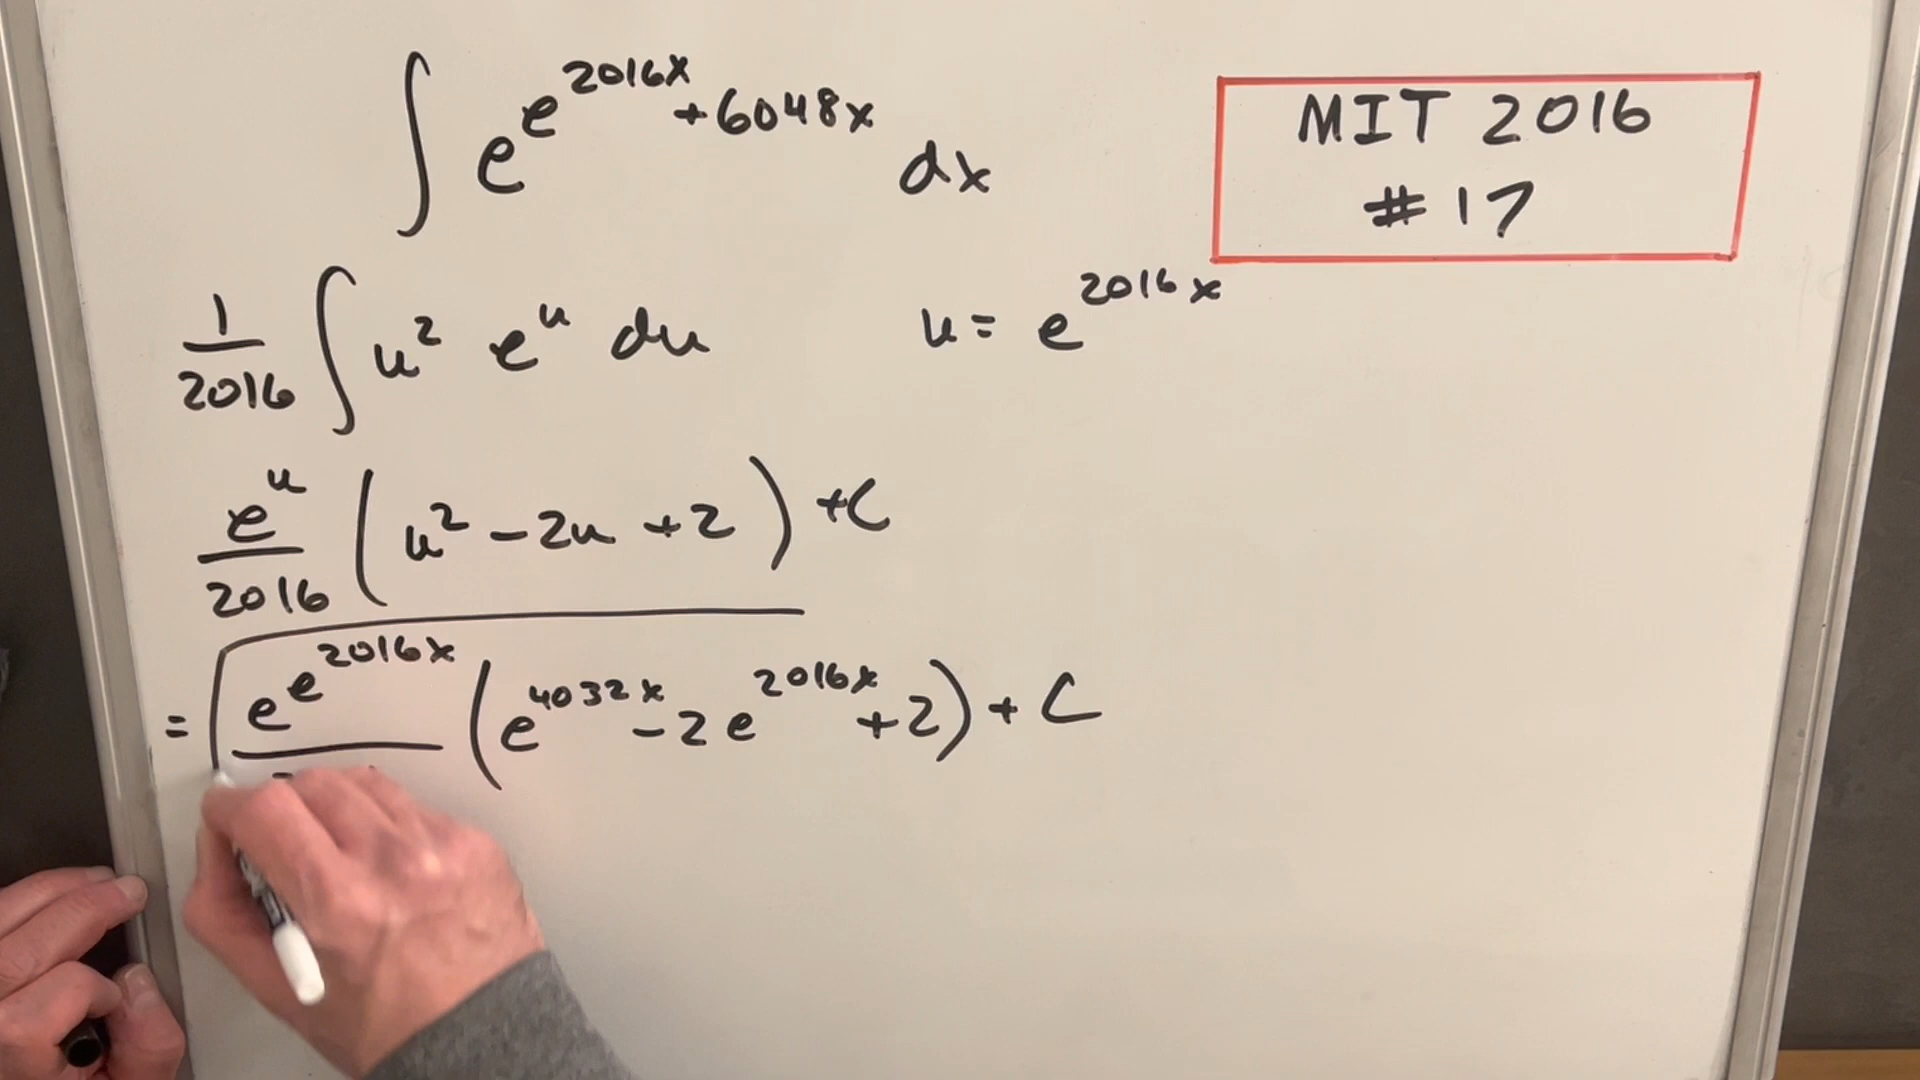 ∫ e^{e^{2016x}+6048x} dx
MIT 2016
#17
1/2016 ∫ u² e^u du
u = e^{2016x}
e^u/2016 (u² - 2u + 2) + C
= e^{e^{2016x}} (e^{4032x} - 2e^{2016x} + 2) + C